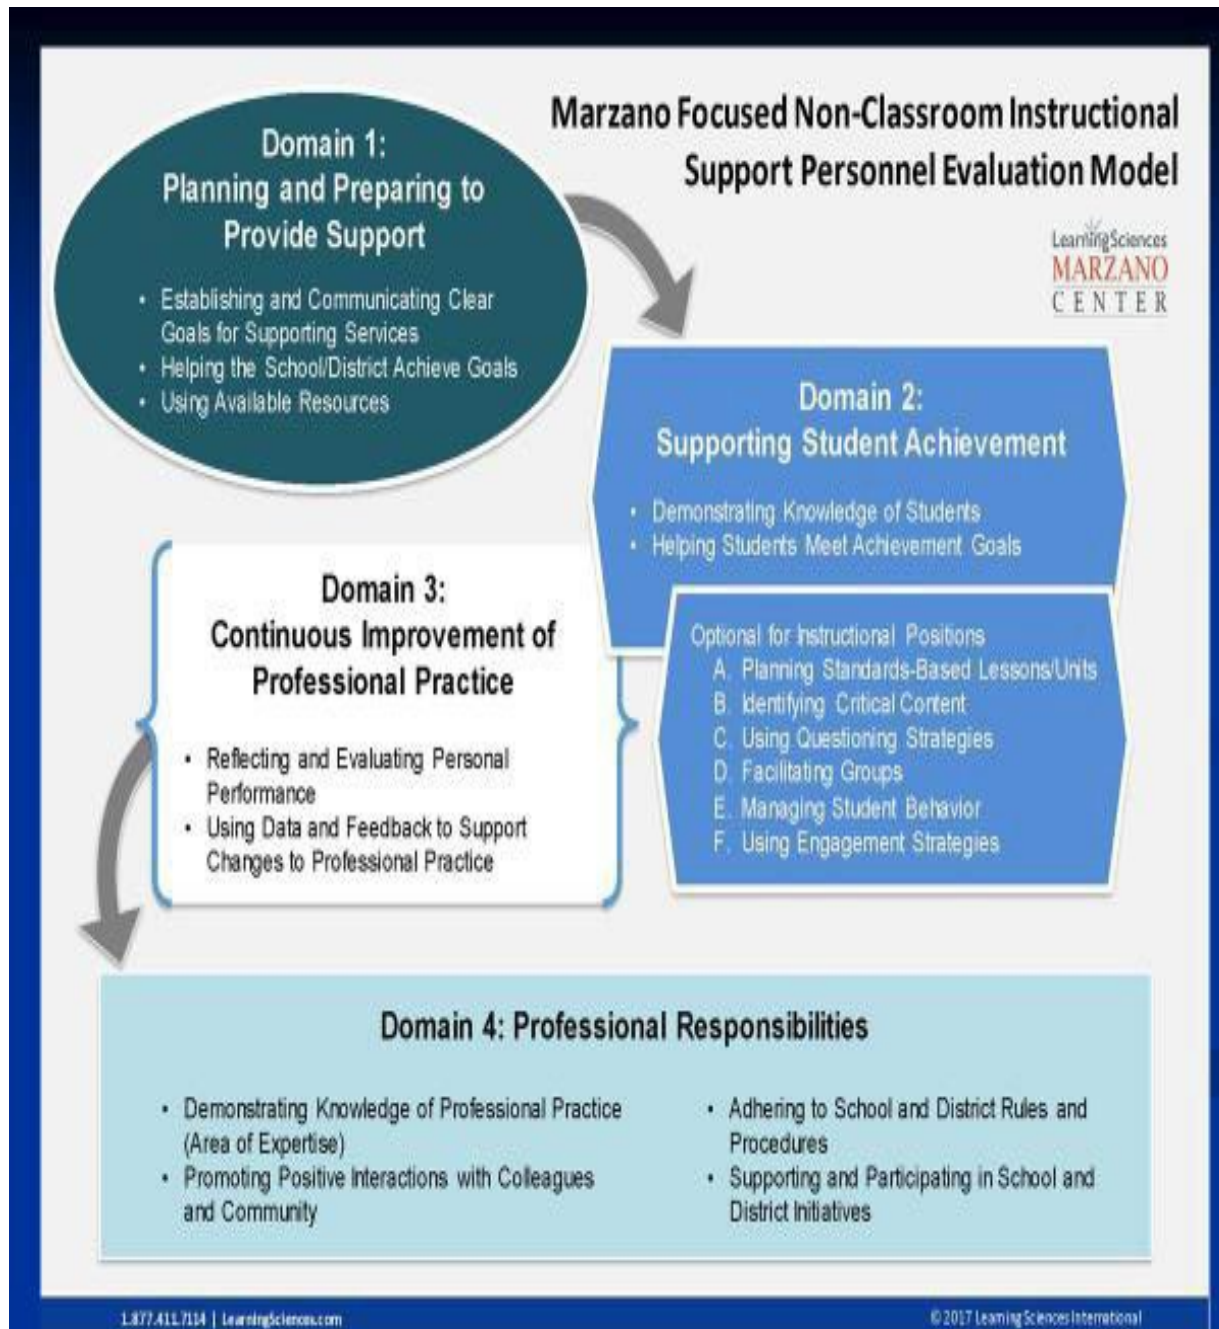 Marzano Focused Non-Classroom Instructional
Support Personnel Evaluation Model
LearningSciences
MARZANO
CENTER
Domain 1:
Planning and Preparing to
Provide Support
• Establishing and Communicating Clear
Goals for Supporting Services
• Helping the School/District Achieve Goals
• Using Available Resources
Domain 2:
Supporting Student Achievement
• Demonstrating Knowledge of Students
• Helping Students Meet Achievement Goals
Optional for Instructional Positions
A. Planning Standards-Based Lessons/Units
B. Identifying Critical Content
C. Using Questioning Strategies
D. Facilitating Groups
E. Managing Student Behavior
F. Using Engagement Strategies
Domain 3:
Continuous Improvement of
Professional Practice
• Reflecting and Evaluating Personal
Performance
• Using Data and Feedback to Support
Changes to Professional Practice
Domain 4: Professional Responsibilities
• Demonstrating Knowledge of Professional Practice
(Area of Expertise)
• Promoting Positive Interactions with Colleagues
and Community
• Adhering to School and District Rules and
Procedures
• Supporting and Participating in School and
District Initiatives
1.877.411.7114 | LearningSciences.com
© 2017 Learning Sciences International